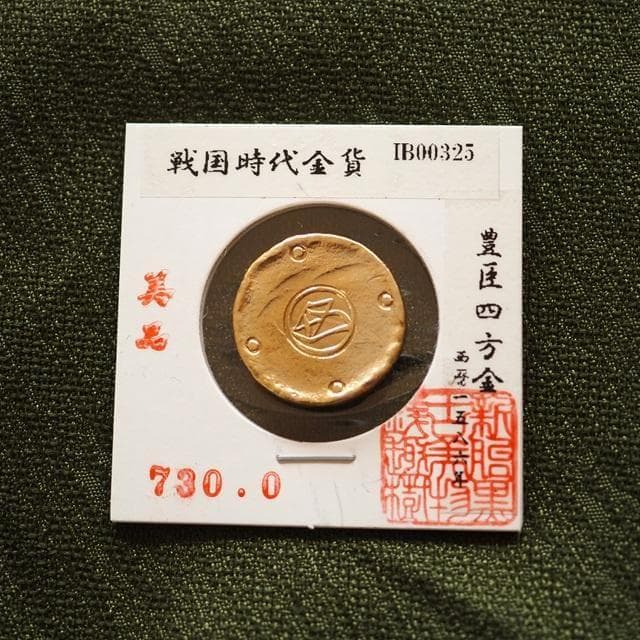 戦国時代金貨
IB00325
豊臣四方金
西暦一五八六年
美品
730.0